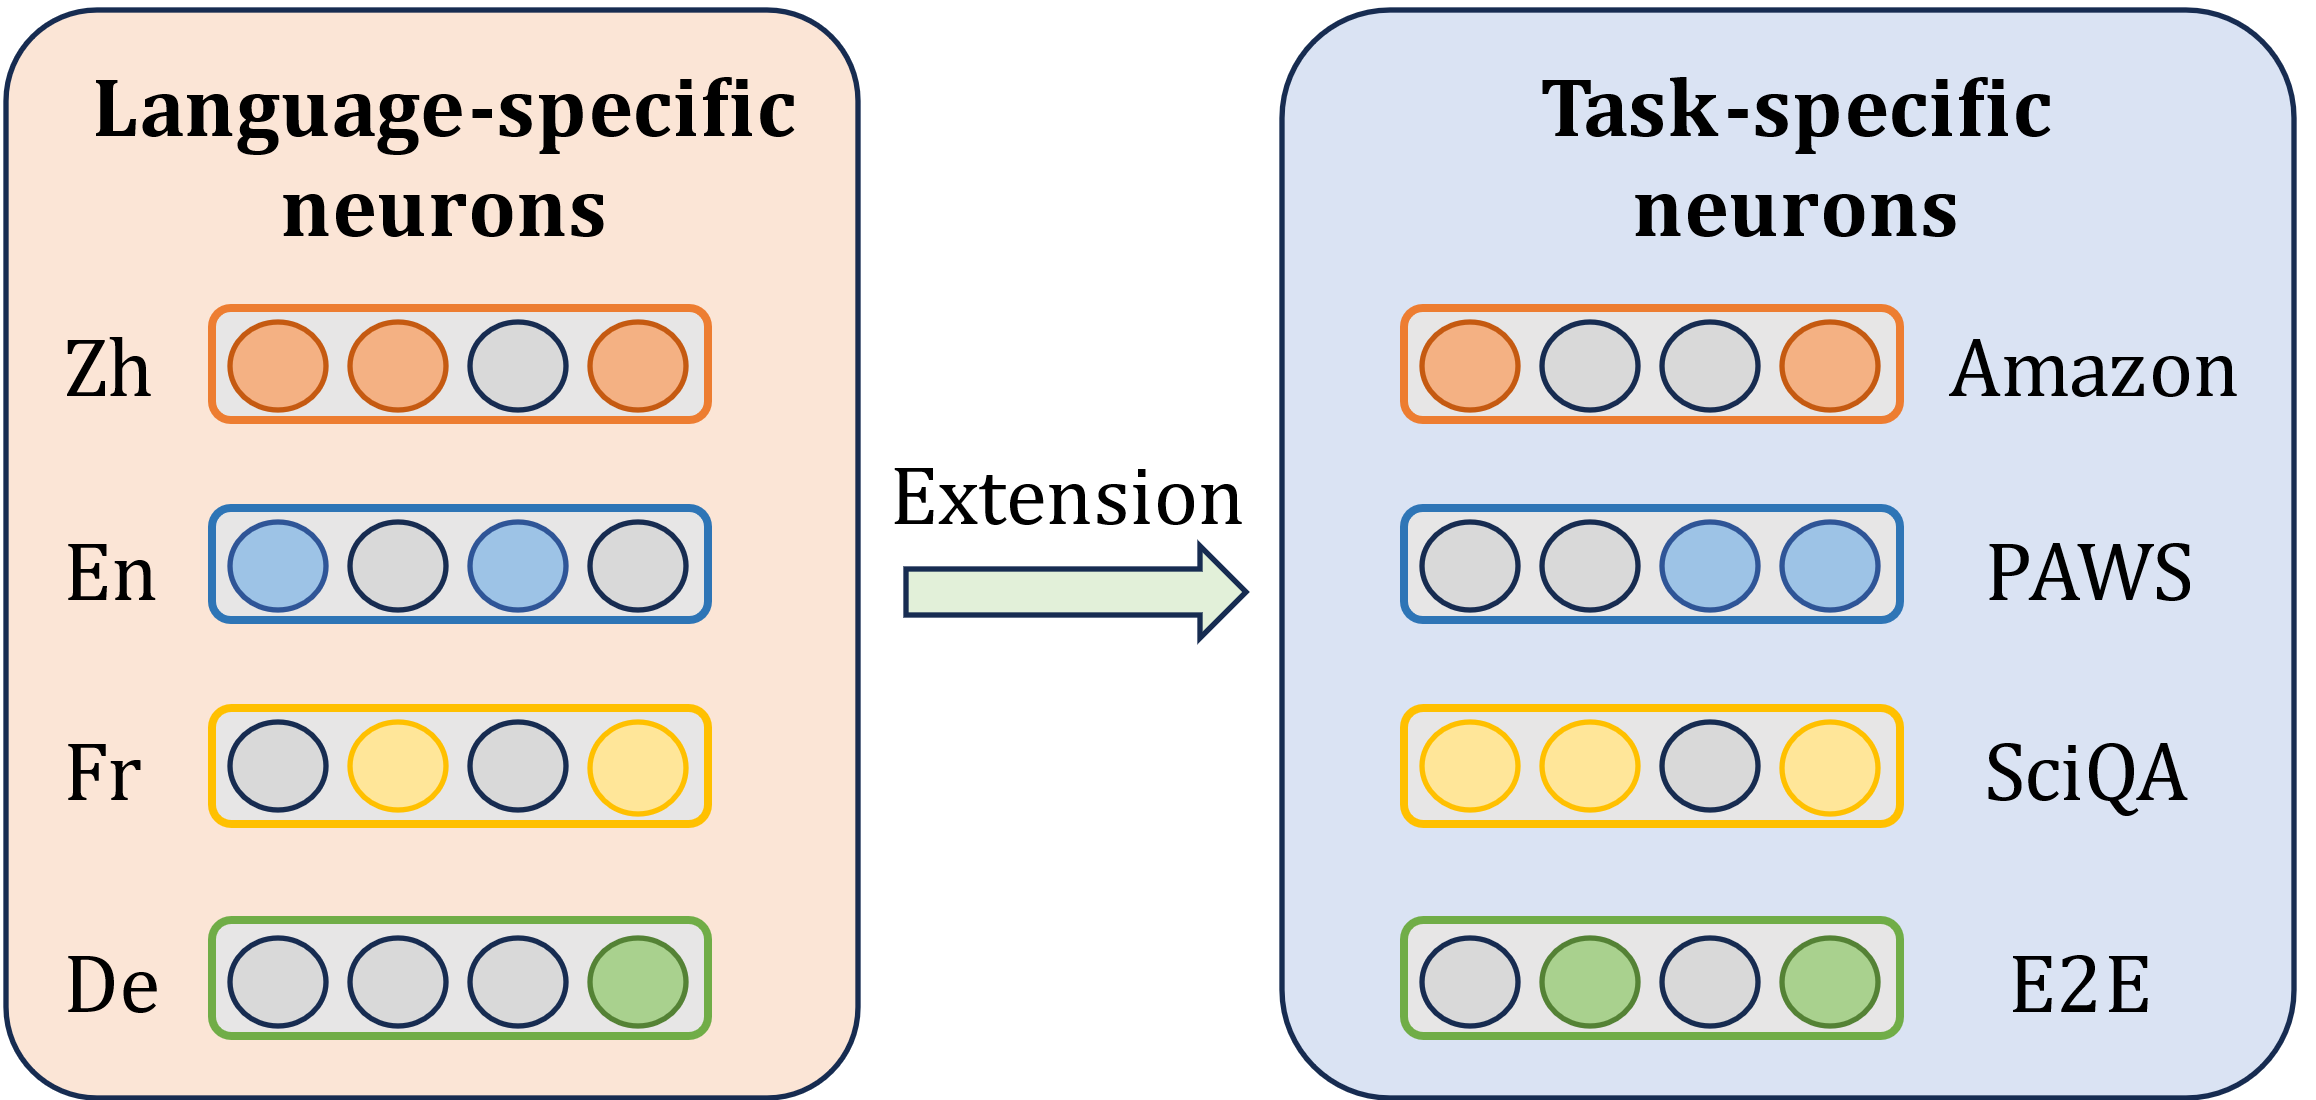 Language-specific
neurons
Zh
En
Fr
De
Extension
Task-specific
neurons
Amazon
PAWS
SciQA
E2E